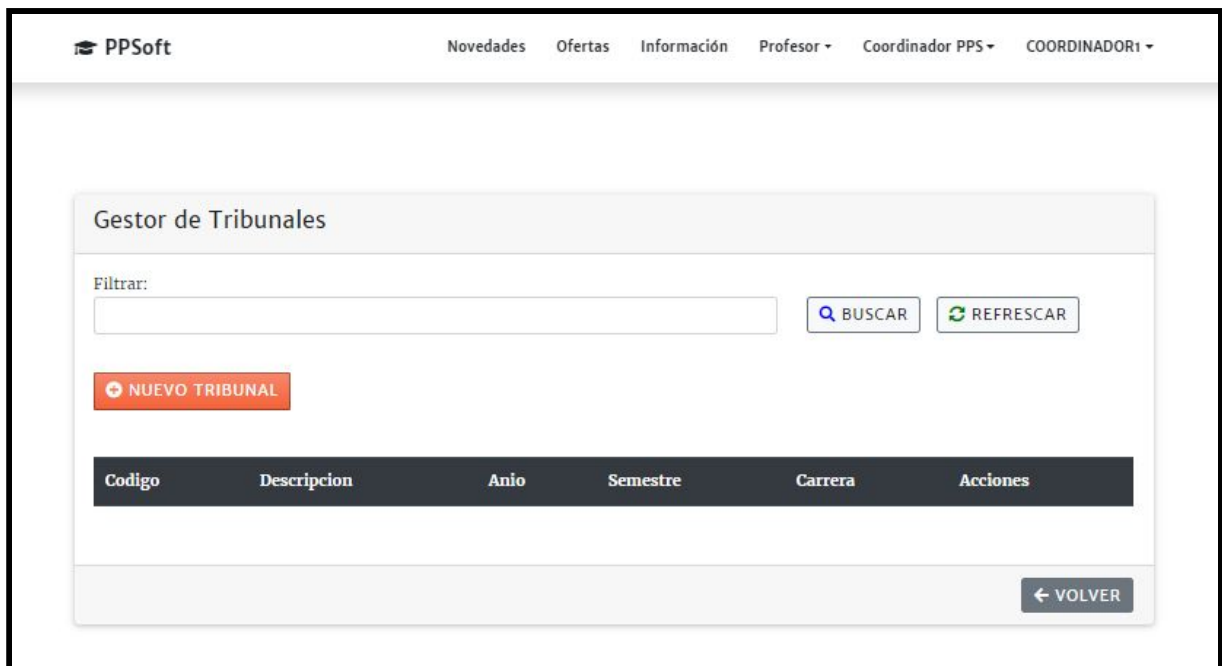 PPSoft Novedades Ofertas Información Profesor Coordinador PPS COORDINADOR1
Gestor de Tribunales
Filtrar:
BUSCAR REFRESCAR
NUEVO TRIBUNAL
Codigo Descripcion Anio Semestre Carrera Acciones
VOLVER